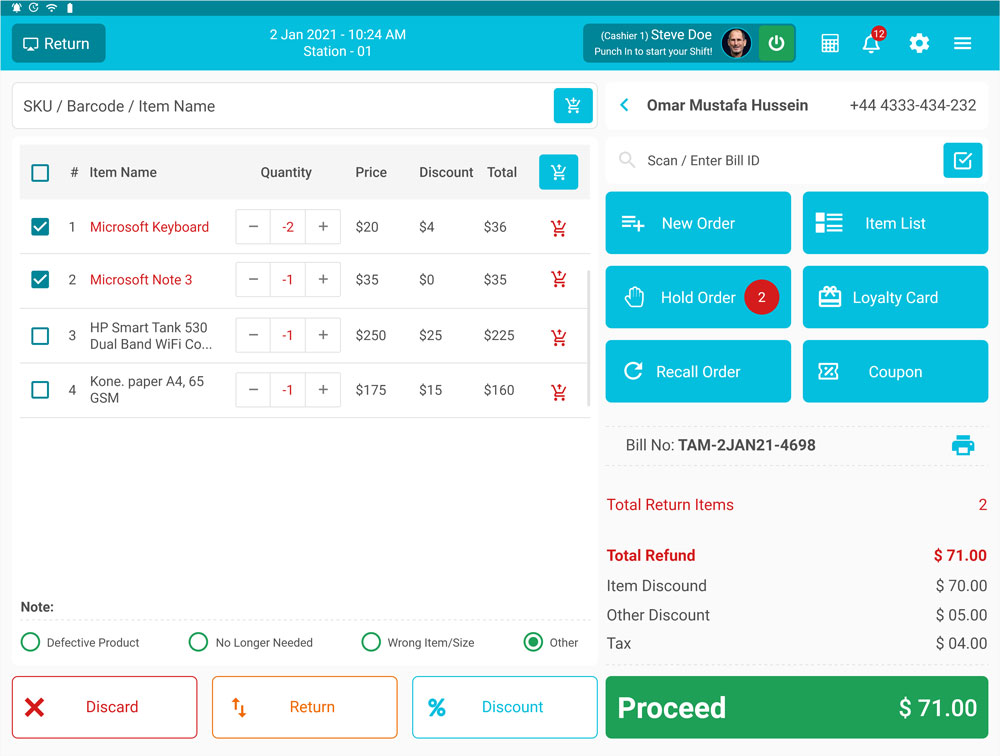 Return
2 Jan 2021 - 10:24 AM
Station - 01
(Cashier 1) Steve Doe
Punch In to start your Shift!
12
SKU / Barcode / Item Name
# Item Name Quantity Price Discount Total
1 Microsoft Keyboard − -2 + $20 $4 $36
2 Microsoft Note 3 − -1 + $35 $0 $35
3 HP Smart Tank 530
Dual Band WiFi Co... − -1 + $250 $25 $225
4 Kone. paper A4, 65
GSM − -1 + $175 $15 $160
Note:
Defective Product No Longer Needed Wrong Item/Size Other
Discard Return % Discount
Omar Mustafa Hussein +44 4333-434-232
Scan / Enter Bill ID
New Order Item List
Hold Order 2 Loyalty Card
Recall Order Coupon
Bill No: TAM-2JAN21-4698
Total Return Items 2
Total Refund $ 71.00
Item Discound $ 70.00
Other Discount $ 05.00
Tax $ 04.00
Proceed $ 71.00